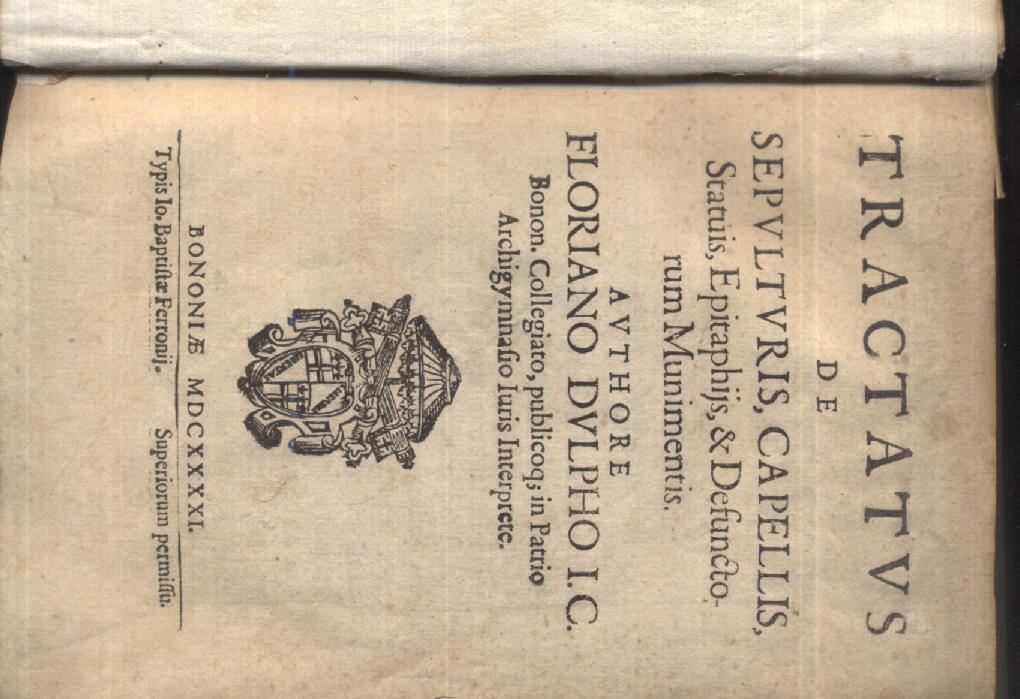 TRACTATVS
DE
SEPVLTVRIS, CAPELLIS,
Statuis, Epitaphijs, & Defuncto-
rum Munimentis.
AVTHORE
FLORIANO DVLPHO I. C.
Bonon. Collegiato, publicoq; in Patrio
Archigymnaſio Iuris Interprete.
BONONIÆ MDCXXXXI.
Typis Io. Baptiſtæ Ferronij. Superiorum permiſſu.